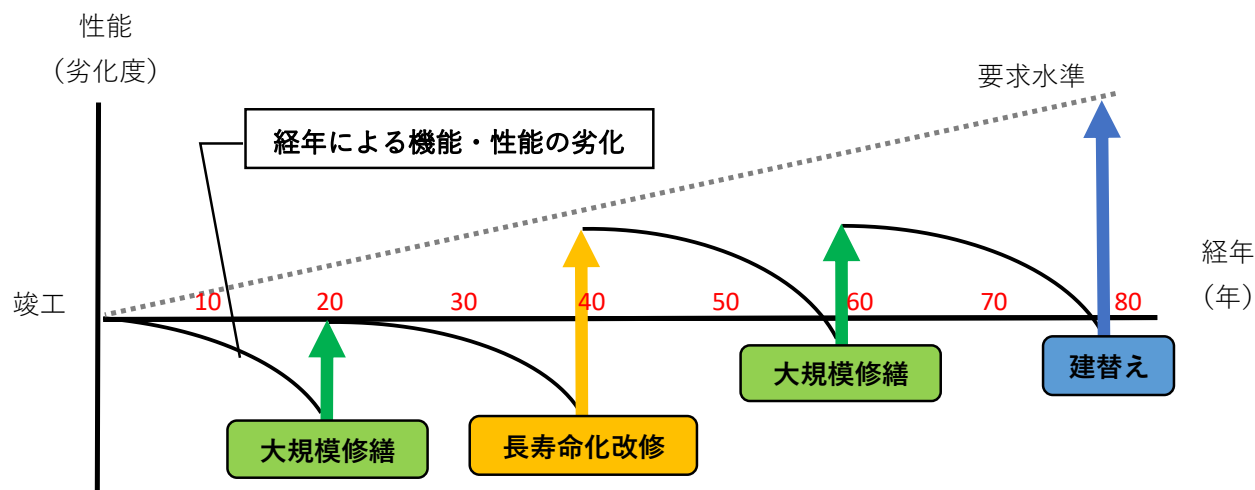 性能
（劣化度）
要求水準
経年による機能・性能の劣化
経年
（年）
竣工
10
20
30
40
50
60
70
80
大規模修繕
建替え
大規模修繕
長寿命化改修